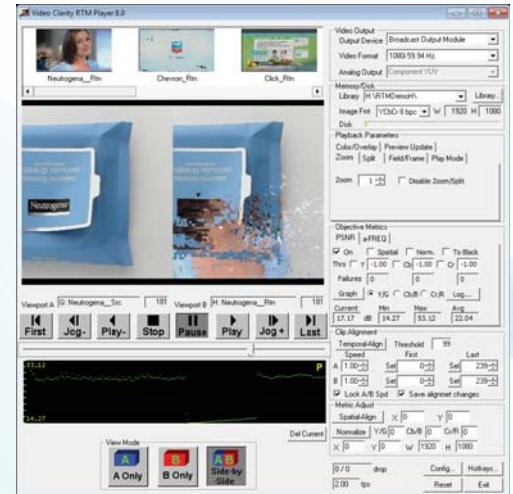 Video Clarity RTM Player 8.0
Neutrogena__Rtn
Chevron_Rtn
Click_Rtn
makeup remover
Neutrogena
Viewport A G: Neutrogena_Src 181 Viewport B H: Neutrogena_Rtn 181
First Jog- Play- Stop Pause Play Jog+ Last
53.12
P
14.27
Del Current
View Mode
A
B
A B
A Only
B Only
Side-by
-Side
Video Output
Output Device Broadcast Output Module
Video Format 1080i 59.94 Hz
Analog Output Component YUV
Memory/Disk
Library H:\RTMDemoH\ Library...
Image Fmt YCbCr 8 bpc W 1920 H 1080
Disk
Playback Parameters
Color/Overlay Preview Update
Zoom Split Field/Frame Play Mode
Zoom 1 Disable Zoom/Split
Objective Metrics
PSNR a-FREQ
On Spatial Norm. To Black
Thrs Y -1.00 Cb -1.00 Cr -1.00
Failures 0 0 0
Graph Y/G Cb/B Cr/R Log...
Current Min Max Avg
17.17 dB 14.27 53.12 22.04
Clip Alignment
Temporal-Align Threshold 99
Speed First Last
A 1.00 Set 0 Set 239
B 1.00 Set 0 Set 239
Lock A/B Spd Save alignmet changes
Metric Adjust
Spatial-Align X 0 Y 0
Normalize Y/G 0 Cb/B 0 Cr/R 0
X 0 Y 0 W 1920 H 1080
0 / 0 drop Config... Hotkeys...
2.00 fps Reset Exit